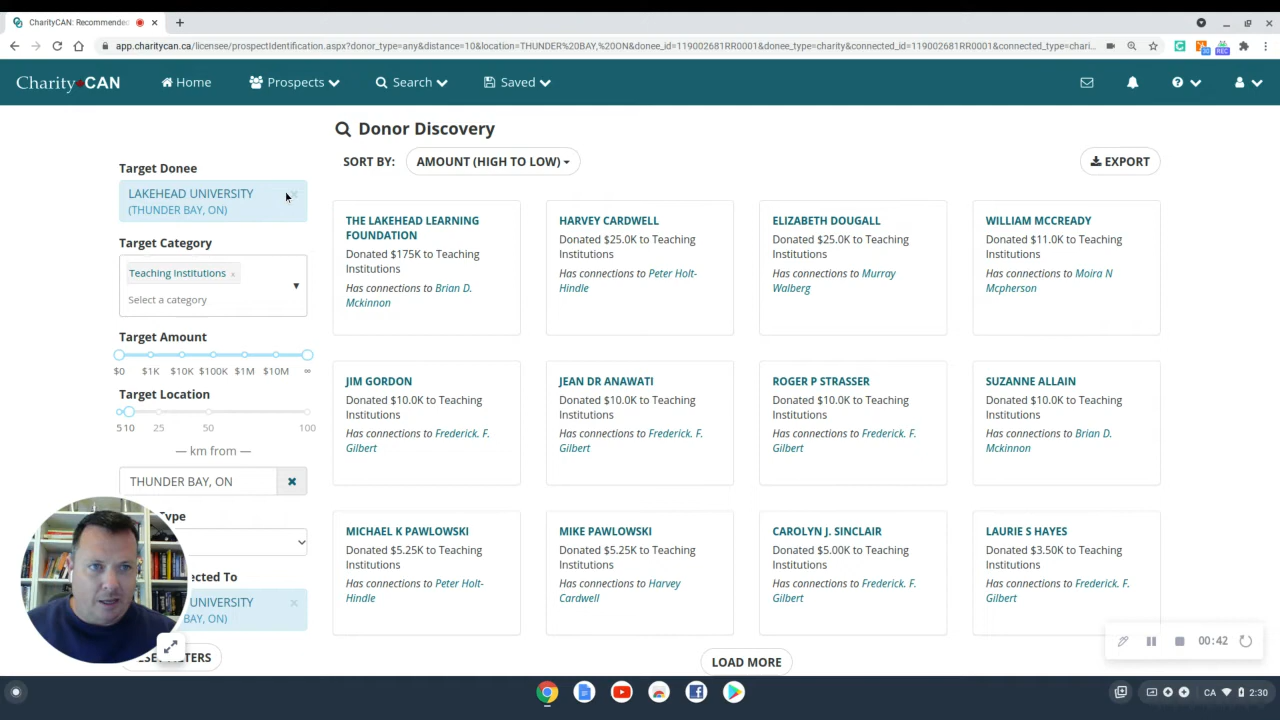 CharityCAN: Recommended
app.charitycan.ca/licensee/prospectIdentification.aspx?donor_type=any&distance=10&location=THUNDER%20BAY,%20ON&donee_id=119002681RR0001&donee_type=charity&connected_id=119002681RR0001&connected_type=chari...
Charity CAN
Home
Prospects
Search
Saved
Donor Discovery
SORT BY:
AMOUNT (HIGH TO LOW)
EXPORT
Target Donee
LAKEHEAD UNIVERSITY
(THUNDER BAY, ON)
Target Category
Teaching Institutions x
Select a category
Target Amount
$0 $1K $10K $100K $1M $10M ∞
Target Location
5 10 25 50 100
— km from —
THUNDER BAY, ON
Type
ected To
UNIVERSITY
BAY, ON)
SET FILTERS
THE LAKEHEAD LEARNING
FOUNDATION
Donated $175K to Teaching
Institutions
Has connections to Brian D.
Mckinnon
HARVEY CARDWELL
Donated $25.0K to Teaching
Institutions
Has connections to Peter Holt-
Hindle
ELIZABETH DOUGALL
Donated $25.0K to Teaching
Institutions
Has connections to Murray
Walberg
WILLIAM MCCREADY
Donated $11.0K to Teaching
Institutions
Has connections to Moira N
Mcpherson
JIM GORDON
Donated $10.0K to Teaching
Institutions
Has connections to Frederick. F.
Gilbert
JEAN DR ANAWATI
Donated $10.0K to Teaching
Institutions
Has connections to Frederick. F.
Gilbert
ROGER P STRASSER
Donated $10.0K to Teaching
Institutions
Has connections to Frederick. F.
Gilbert
SUZANNE ALLAIN
Donated $10.0K to Teaching
Institutions
Has connections to Brian D.
Mckinnon
MICHAEL K PAWLOWSKI
Donated $5.25K to Teaching
Institutions
Has connections to Peter Holt-
Hindle
MIKE PAWLOWSKI
Donated $5.25K to Teaching
Institutions
Has connections to Harvey
Cardwell
CAROLYN J. SINCLAIR
Donated $5.00K to Teaching
Institutions
Has connections to Frederick. F.
Gilbert
LAURIE S HAYES
Donated $3.50K to Teaching
Institutions
Has connections to Frederick. F.
Gilbert
LOAD MORE
00:42
CA 2:30